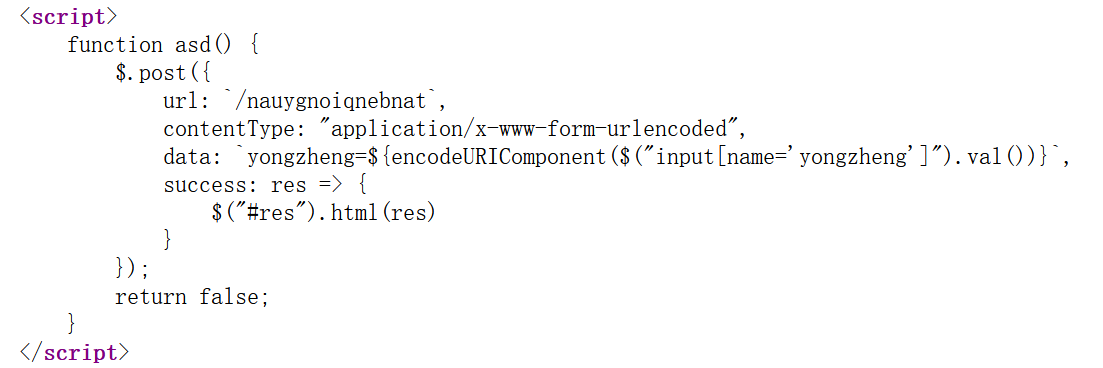 <script>
function asd() {
$.post({
url: `/nauygnoiqnebnat`,
contentType: "application/x-www-form-urlencoded",
data: `yongzheng=${encodeURIComponent($("input[name='yongzheng']").val())}`,
success: res => {
$("#res").html(res)
}
});
return false;
}
</script>